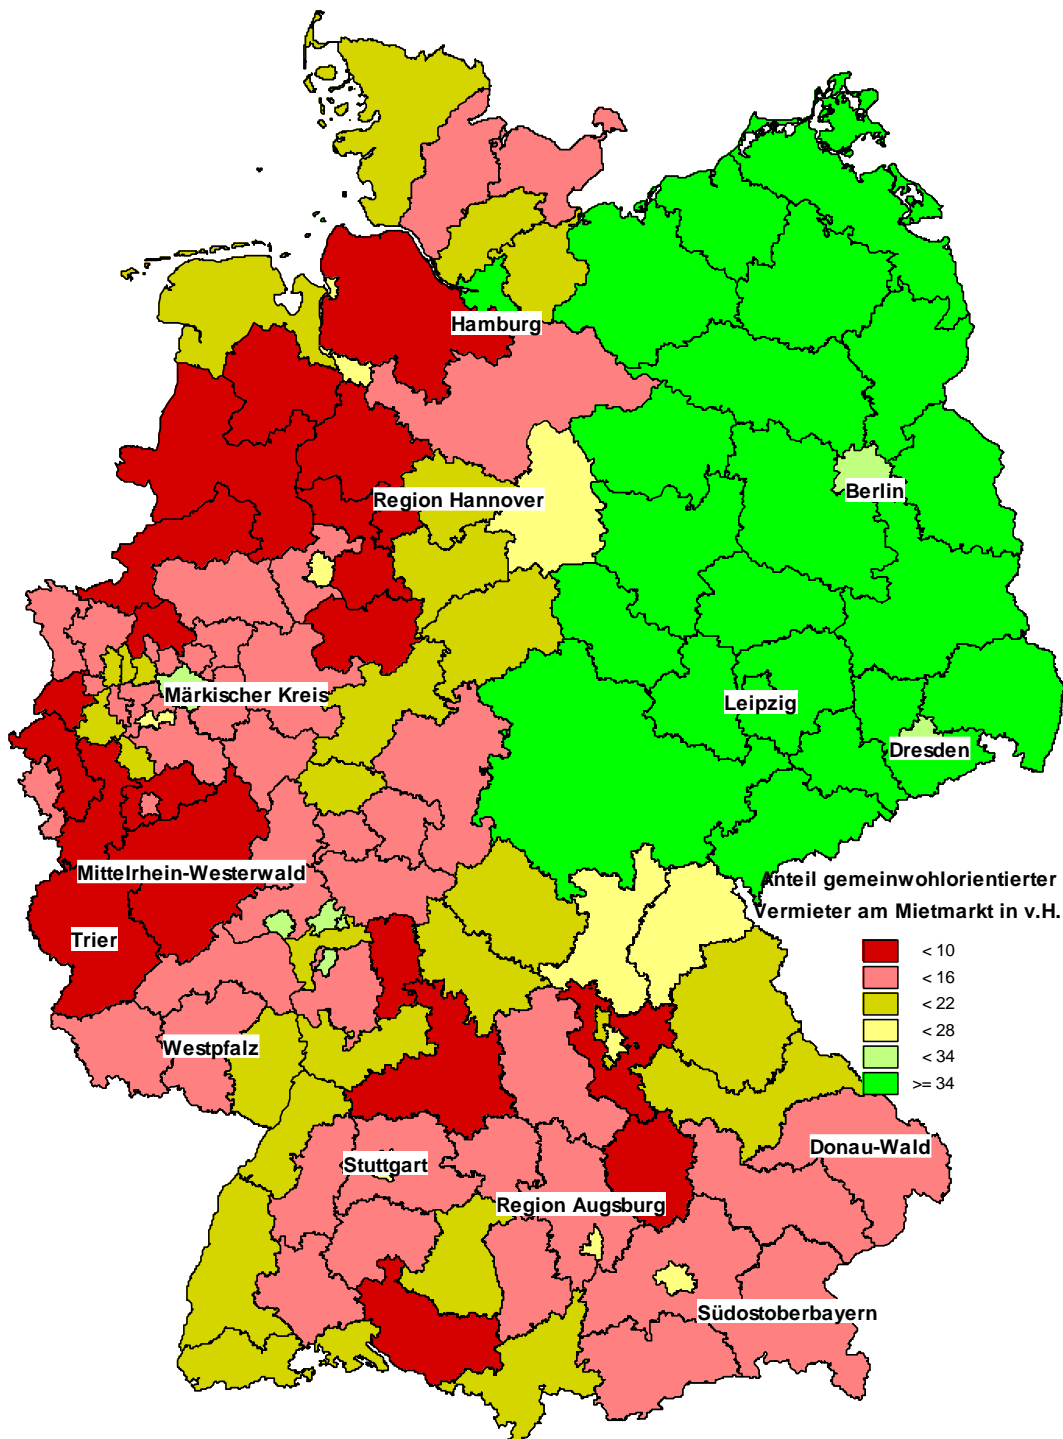 Hamburg
Region Hannover
Berlin
Märkischer Kreis
Leipzig
Dresden
Mittelrhein-Westerwald
Anteil gemeinwohlorientierter
Vermieter am Mietmarkt in v.H.
Trier
< 10
< 16
< 22
< 28
< 34
>= 34
Westpfalz
Donau-Wald
Stuttgart
Region Augsburg
Südostoberbayern